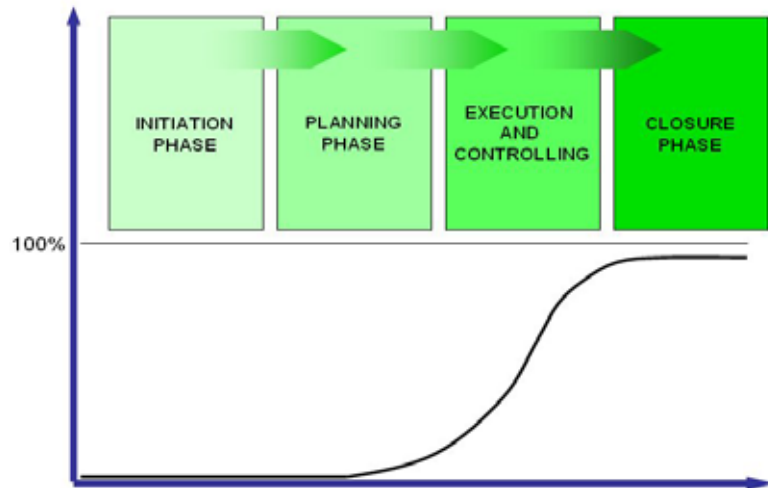 INITIATION
PHASE
PLANNING
PHASE
EXECUTION
AND
CONTROLLING
CLOSURE
PHASE
100%